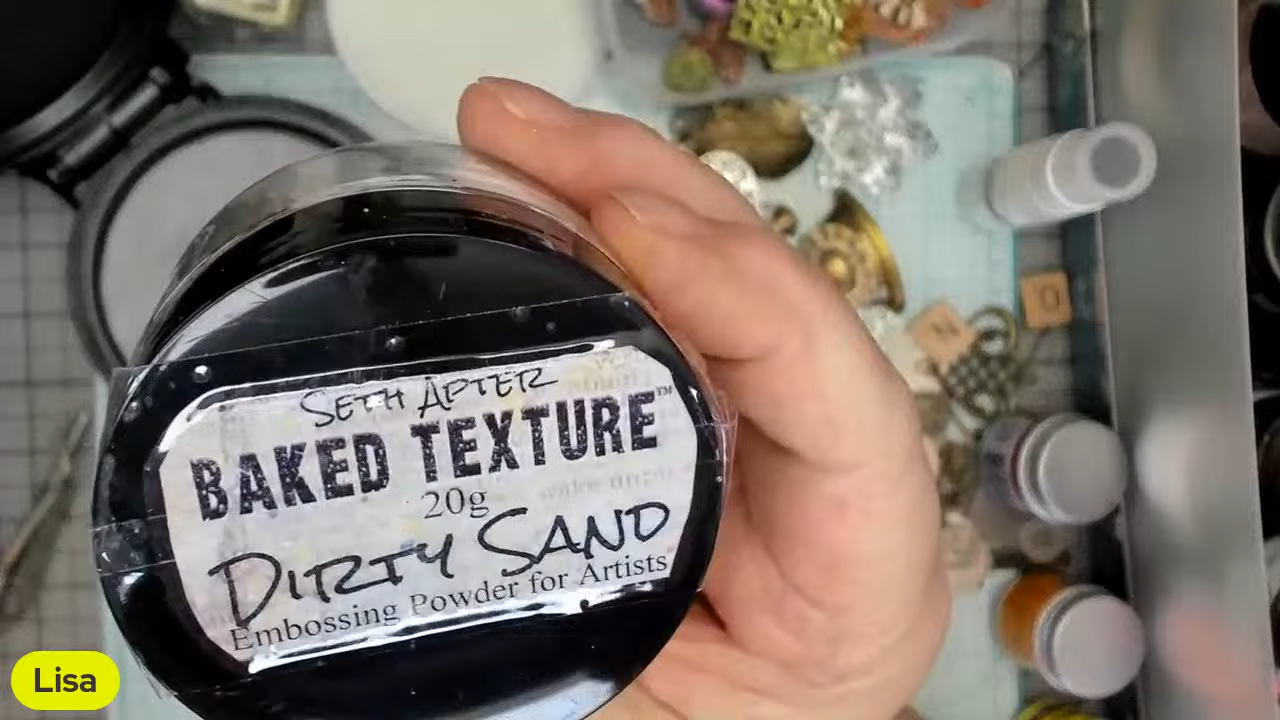 SETH APTER
BAKED TEXTURE™
20g
DIRTY SAND
Embossing Powder for Artists
O
Lisa